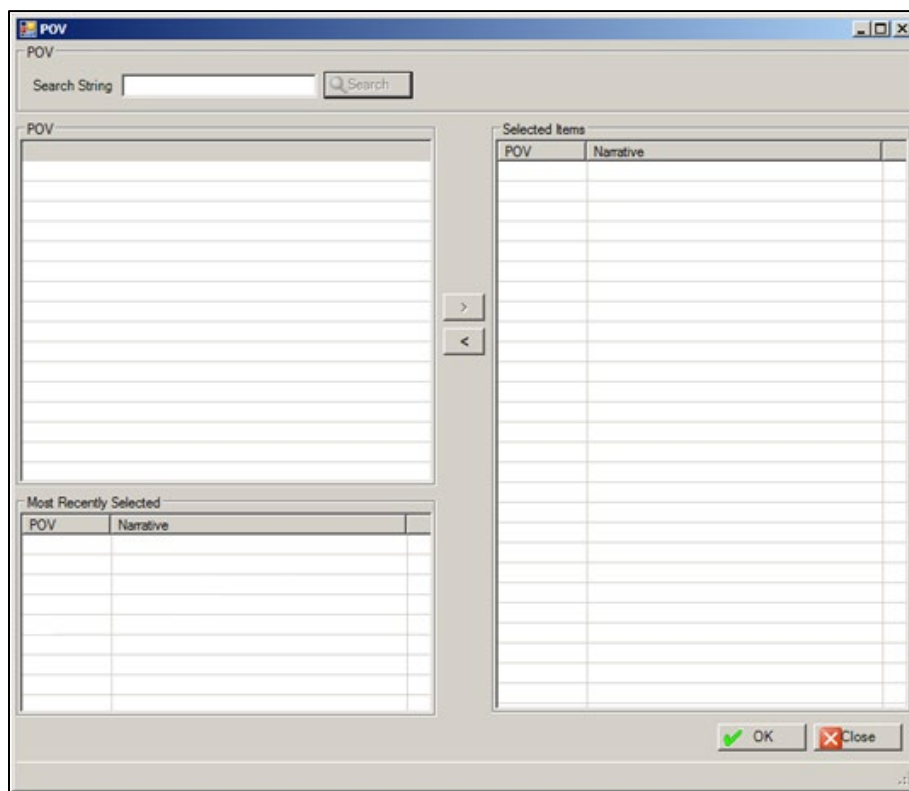 POV
POV
Search String
Search
POV
Selected Items
POV Narrative
>
<
Most Recently Selected
POV Narrative
OK
Close